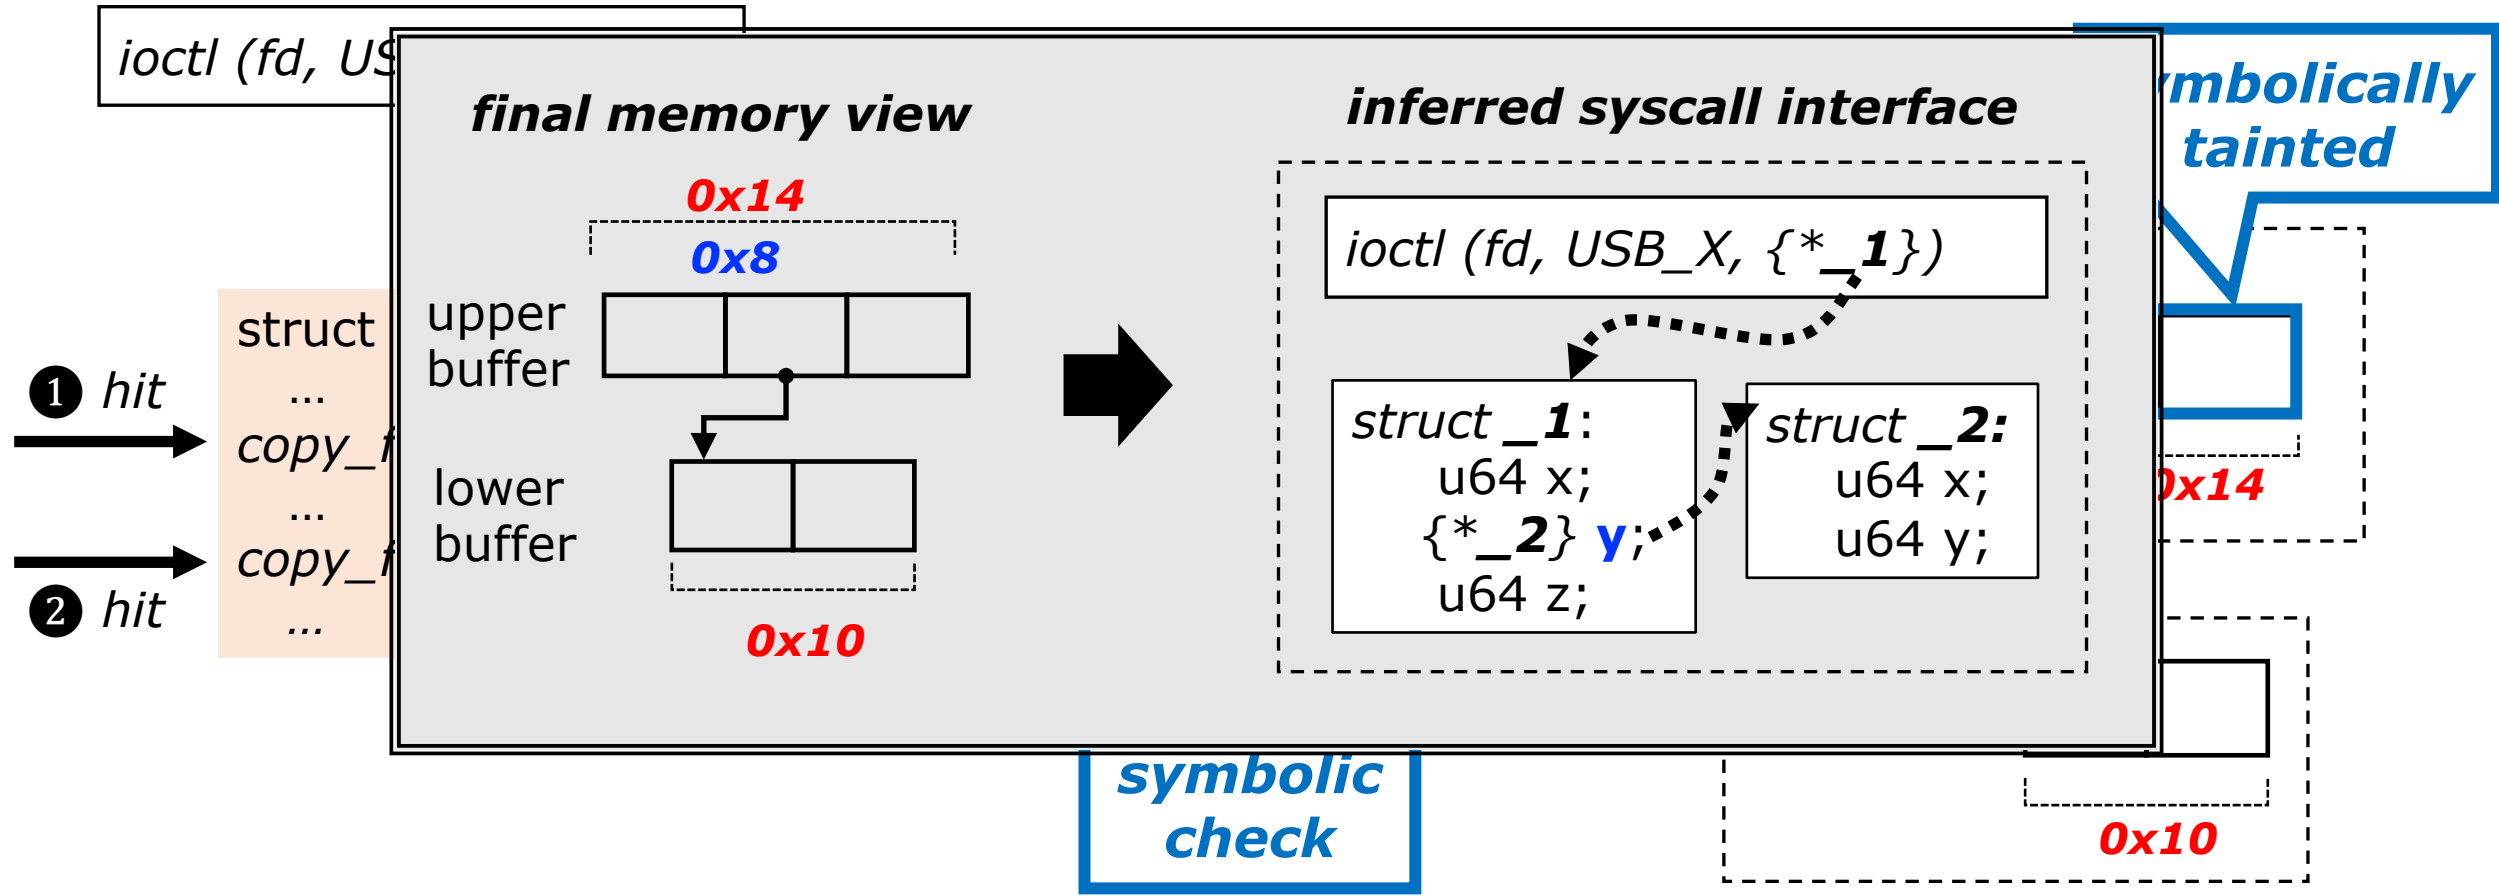 ioctl (fd, US
final memory view
inferred syscall interface
mbolically
tainted
0x14
0x8
upper
buffer
ioctl (fd, USB_X, {*_1})
struct
...
1 hit
copy_f
...
copy_f
2 hit
...
lower
buffer
0x10
struct _1:
u64 x;
{*_2} y;
u64 z;
struct _2:
u64 x;
u64 y;
0x14
symbolic
check
0x10